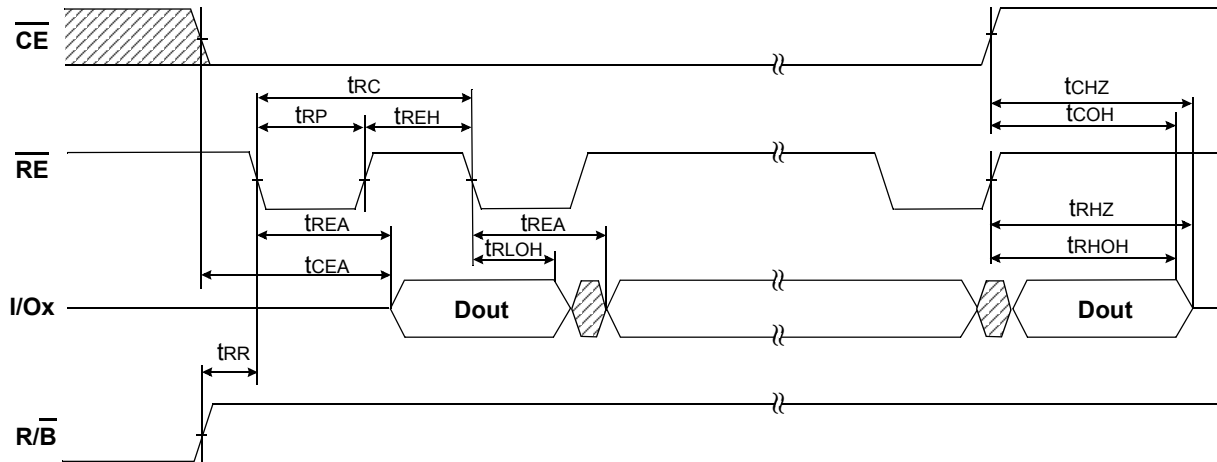 CE
tRC
tCHZ
tRP
tREH
tCOH
RE
tREA
tREA
tRHZ
tRLOH
tRHOH
tCEA
I/Ox
Dout
Dout
tRR
R/B